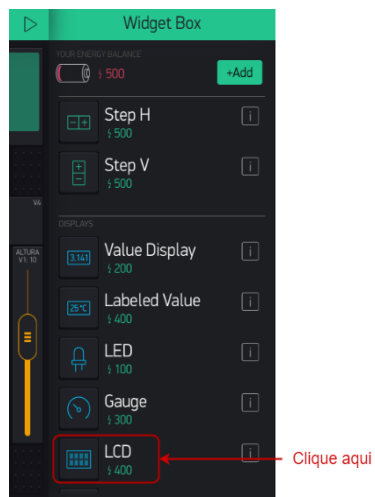 Widget Box
YOUR ENERGY BALANCE
500
+Add
Step H
500
i
Step V
500
i
V4
DISPLAYS
ALTURA
V1: 10
3.141
Value Display
200
i
25°C
Labeled Value
400
i
LED
100
i
Gauge
300
i
LCD
400
i
Clique aqui